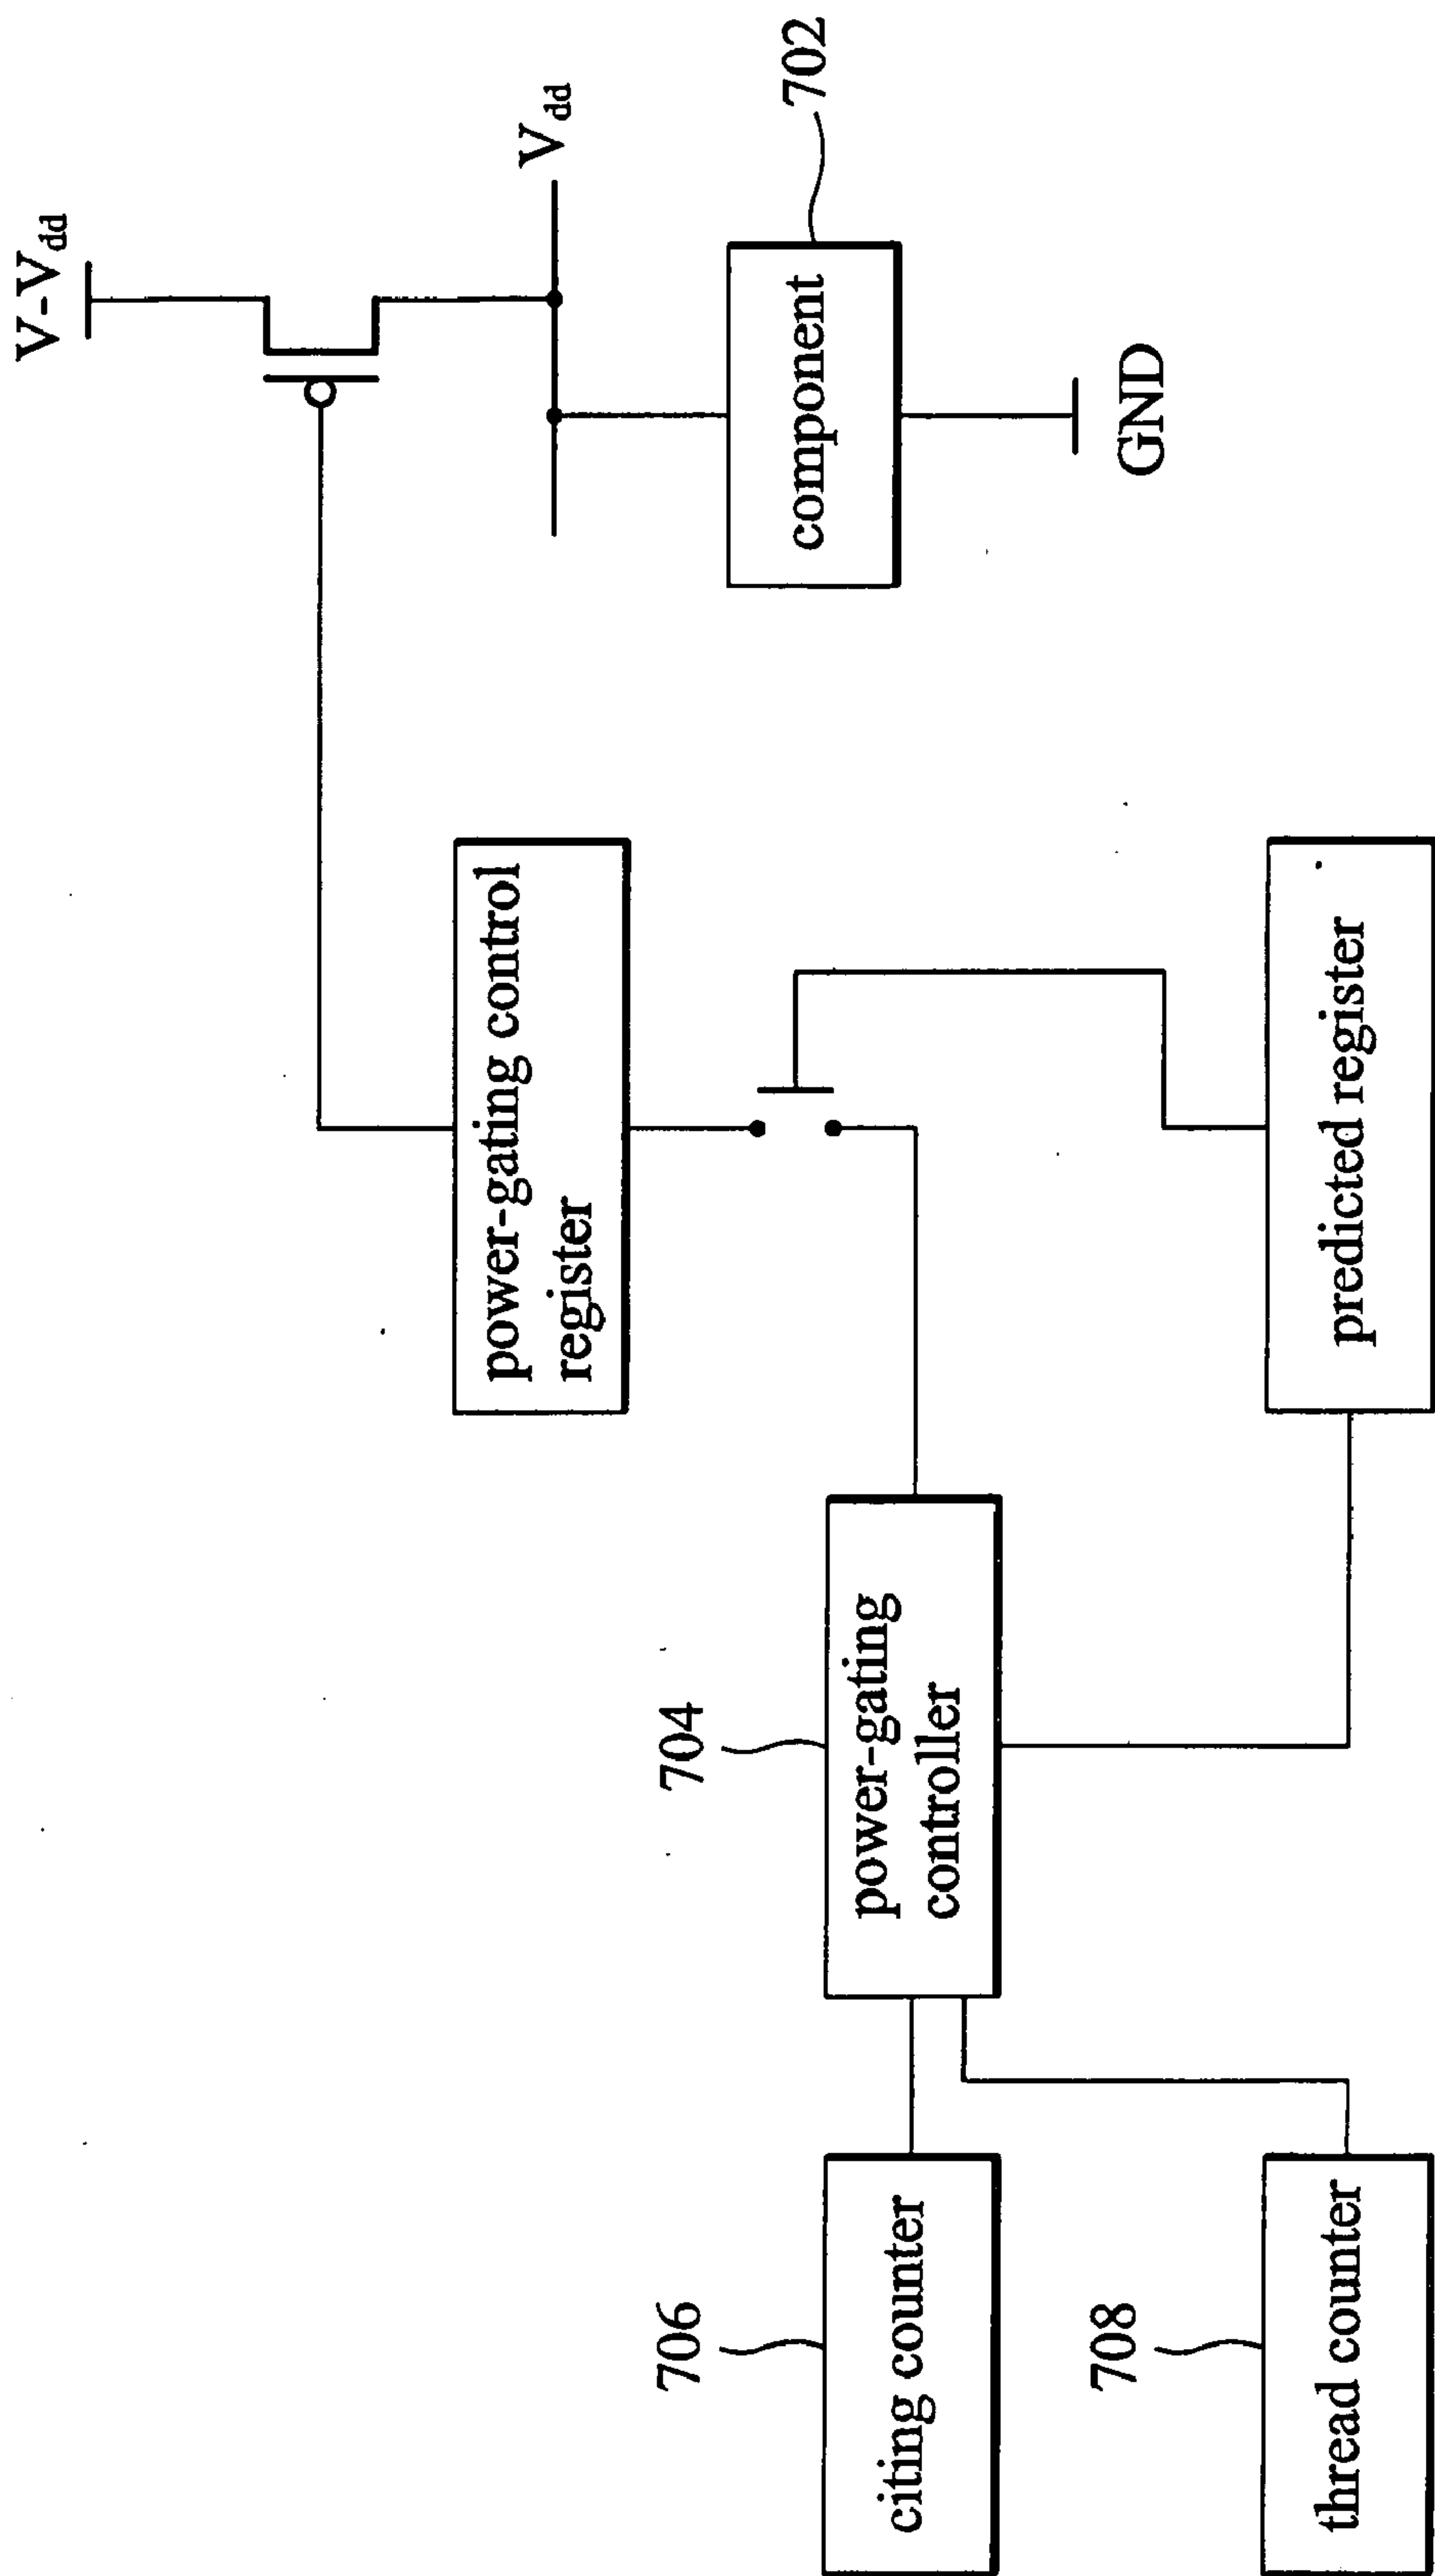 V-V_dd
V_dd
702
component
GND
power-gating control
register
predicted register
704
power-gating
controller
706
citing counter
708
thread counter